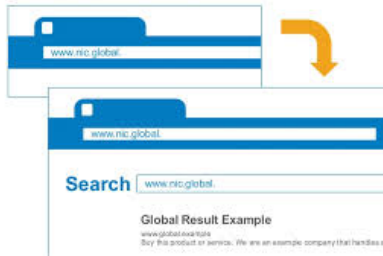 www.nic.global.
www.nic.global.
Search www.nic.global.
Global Result Example
www.global.example
Buy this product or service. We are an example company that handles